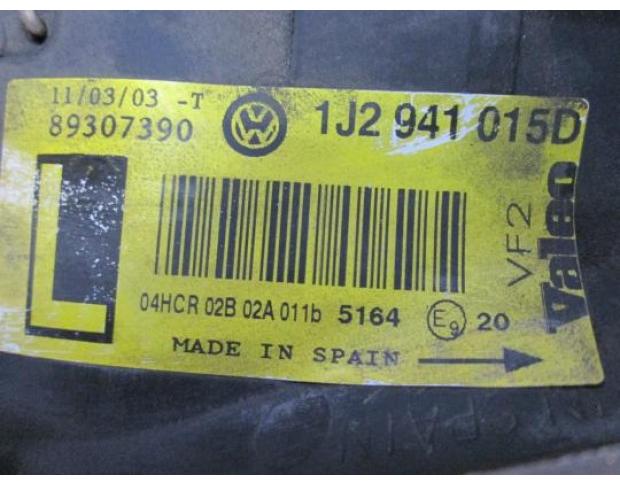 11/03/03 -T
89307390
VW
1J2 941 015D
L
VF2
Valeo
04HCR 02B 02A 011b 5164 E9 20
MADE IN SPAIN